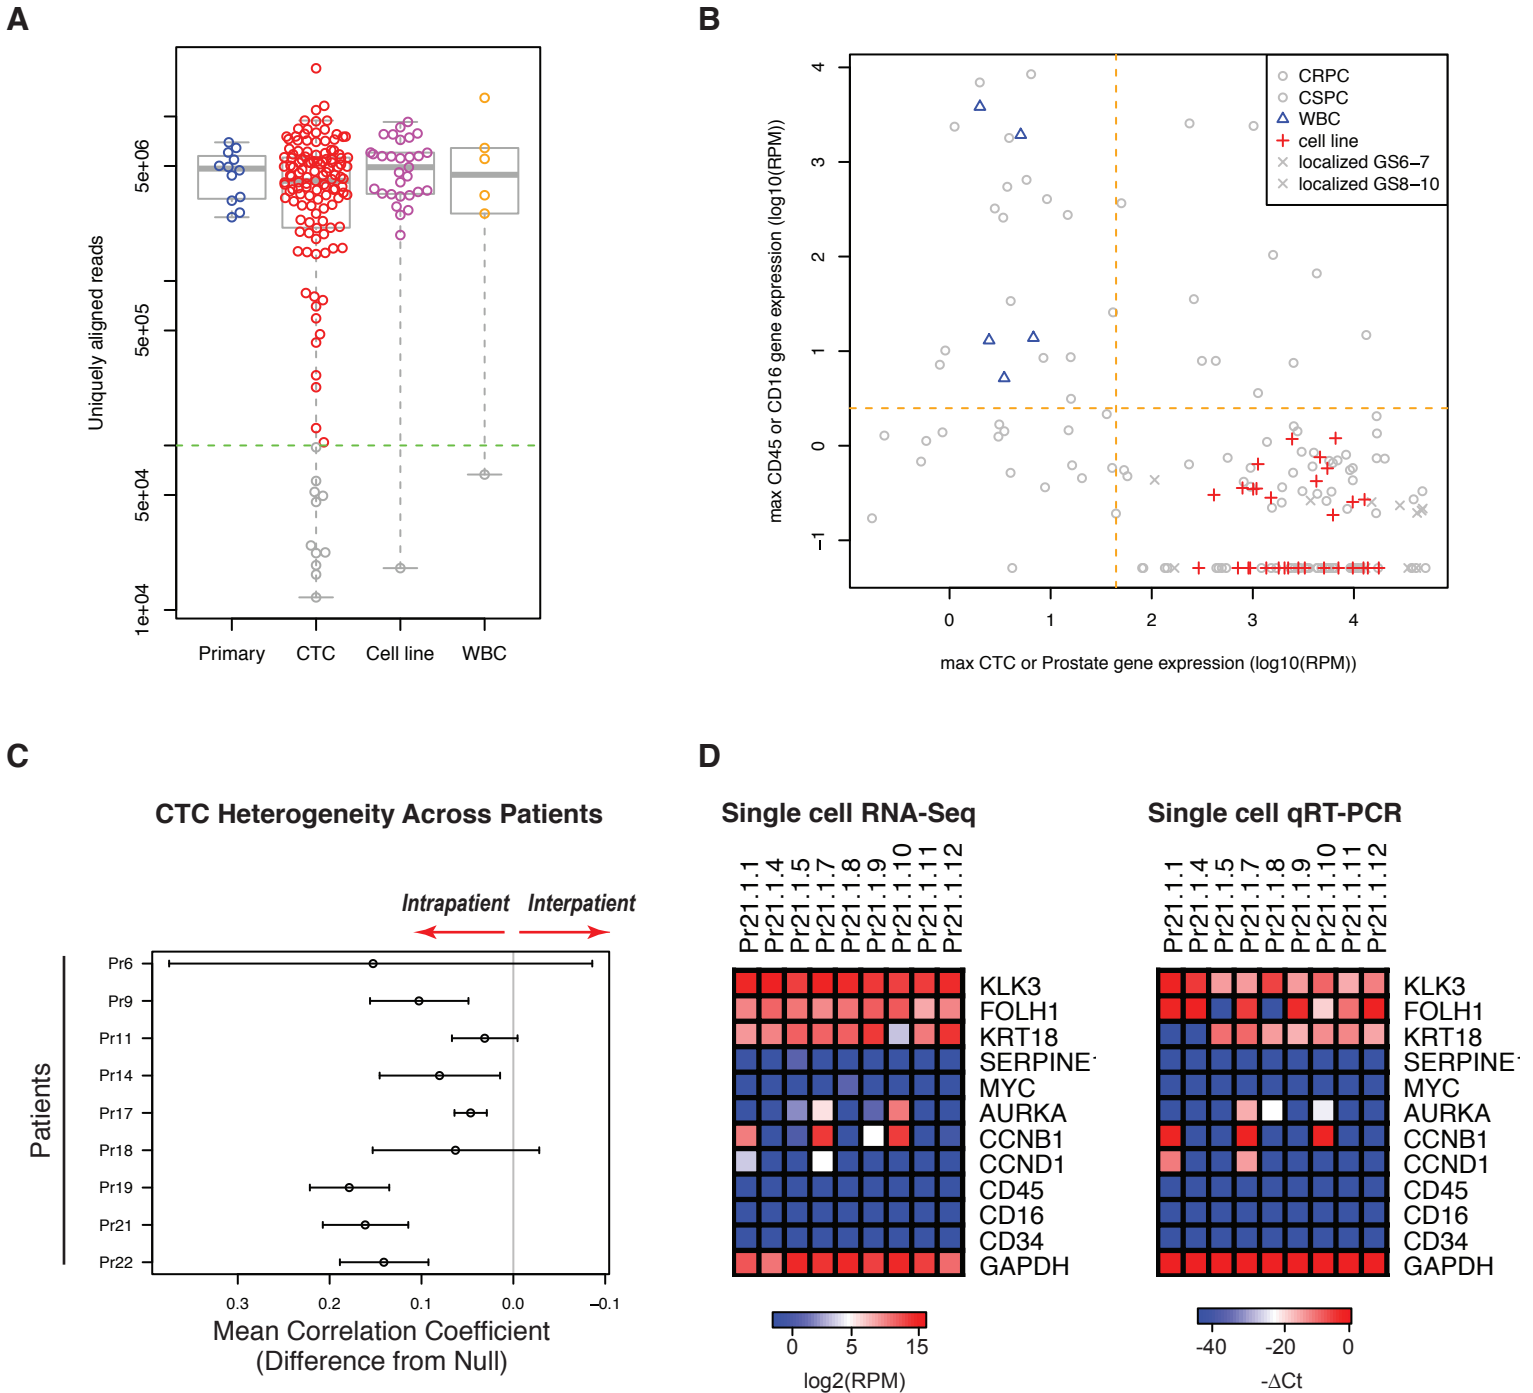 A
Uniquely aligned reads
5e+06
5e+05
5e+04
1e+04
Primary
CTC
Cell line
WBC
B
max CD45 or CD16 gene expression (log10(RPM))
4
3
2
1
0
−1
CRPC
CSPC
WBC
cell line
localized GS6−7
localized GS8−10
0
1
2
3
4
max CTC or Prostate gene expression (log10(RPM))
C
CTC Heterogeneity Across Patients
Intrapatient
Interpatient
Patients
Pr6
Pr9
Pr11
Pr14
Pr17
Pr18
Pr19
Pr21
Pr22
0.3
0.2
0.1
0.0
−0.1
Mean Correlation Coefficient
(Difference from Null)
D
Single cell RNA-Seq
Pr21.1.1
Pr21.1.4
Pr21.1.5
Pr21.1.7
Pr21.1.8
Pr21.1.9
Pr21.1.10
Pr21.1.11
Pr21.1.12
KLK3
FOLH1
KRT18
SERPINE1
MYC
AURKA
CCNB1
CCND1
CD45
CD16
CD34
GAPDH
0
5
15
log2(RPM)
Single cell qRT-PCR
Pr21.1.1
Pr21.1.4
Pr21.1.5
Pr21.1.7
Pr21.1.8
Pr21.1.9
Pr21.1.10
Pr21.1.11
Pr21.1.12
KLK3
FOLH1
KRT18
SERPINE1
MYC
AURKA
CCNB1
CCND1
CD45
CD16
CD34
GAPDH
-40
-20
0
-ΔCt